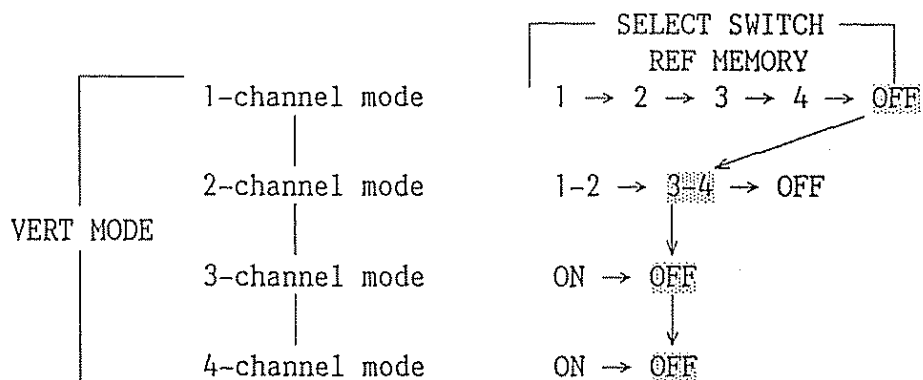 SELECT SWITCH
REF MEMORY
1-channel mode 1 → 2 → 3 → 4 → OFF
2-channel mode 1-2 → 3-4 → OFF
VERT MODE
3-channel mode ON → OFF
4-channel mode ON → OFF